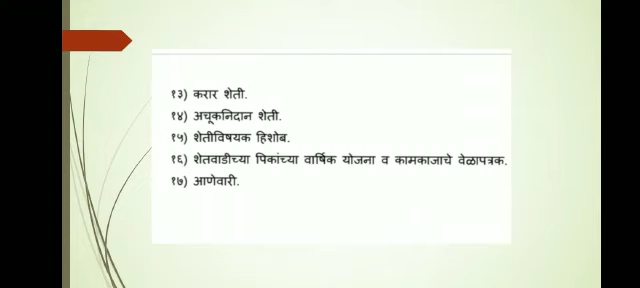 १३) करार शेती.
१४) अचूकनिदान शेती.
१५) शेतीविषयक हिशोब.
१६) शेतवाडीच्या पिकांच्या वार्षिक योजना व कामकाजाचे वेळापत्रक.
१७) आणेवारी.